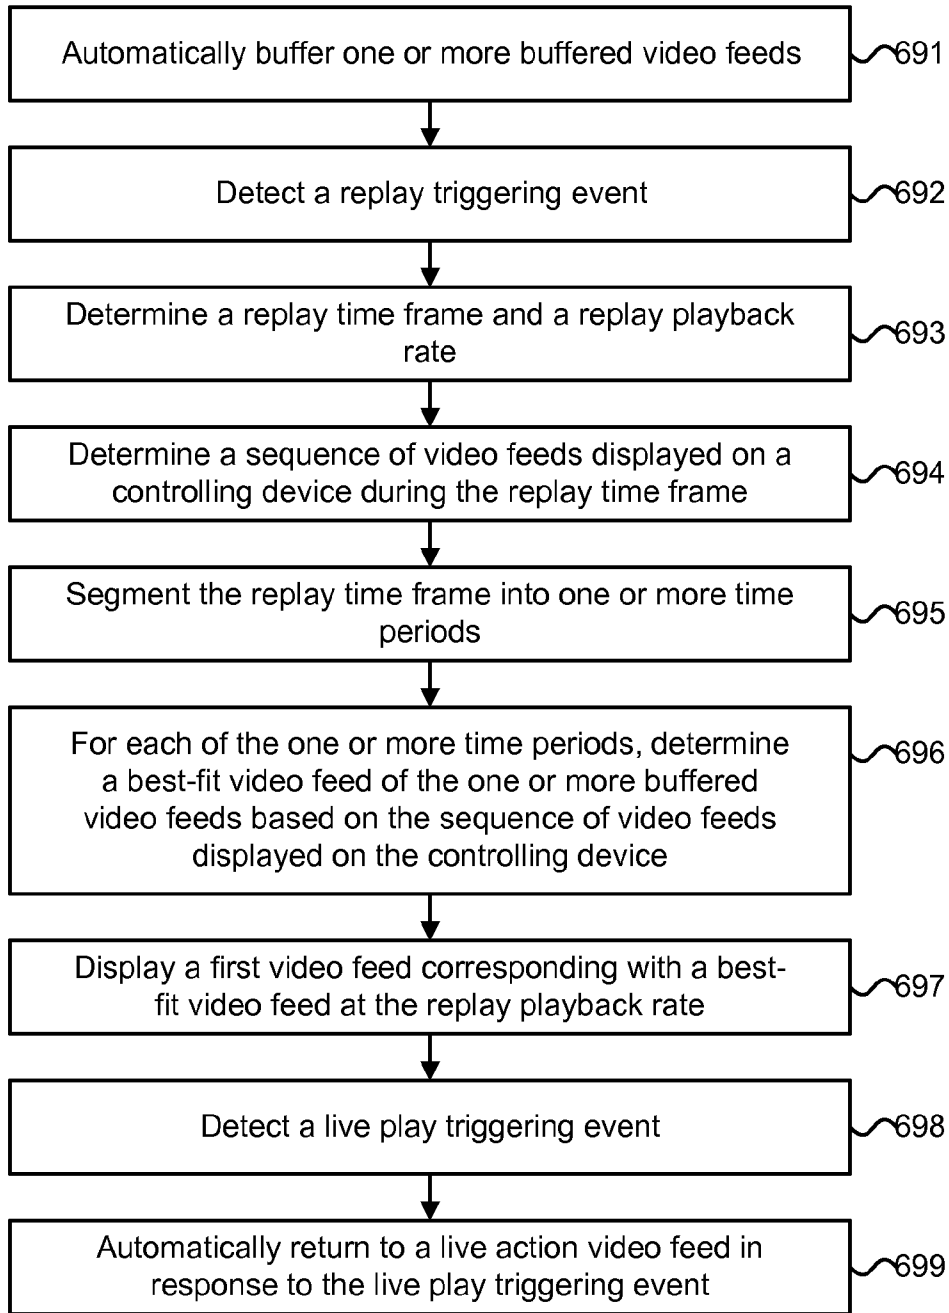 Automatically buffer one or more buffered video feeds
691
Detect a replay triggering event
692
Determine a replay time frame and a replay playback
rate
693
Determine a sequence of video feeds displayed on a
controlling device during the replay time frame
694
Segment the replay time frame into one or more time
periods
695
For each of the one or more time periods, determine
a best-fit video feed of the one or more buffered
video feeds based on the sequence of video feeds
displayed on the controlling device
696
Display a first video feed corresponding with a best-
fit video feed at the replay playback rate
697
Detect a live play triggering event
698
Automatically return to a live action video feed in
response to the live play triggering event
699